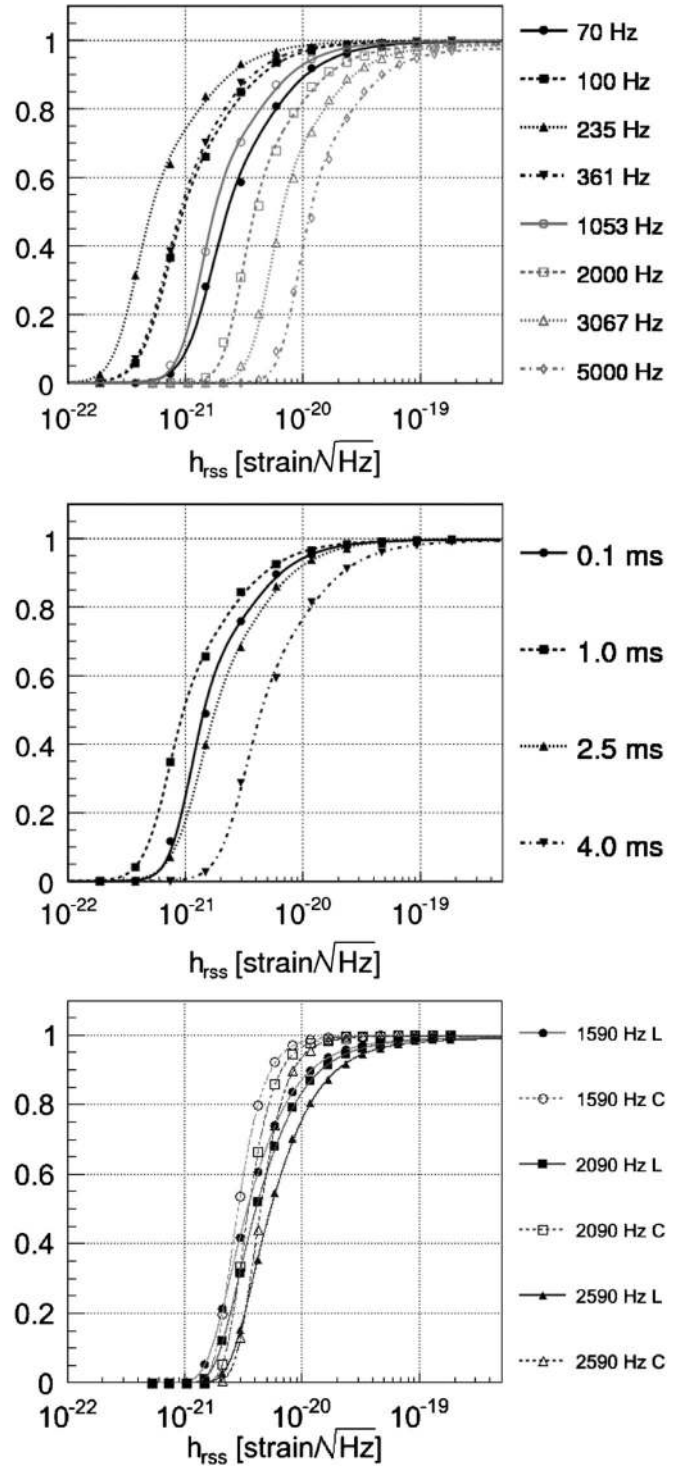 1
0.8
0.6
0.4
0.2
0
10-22 10-21 10-20 10-19
hrss [strain/√Hz]
70 Hz
100 Hz
235 Hz
361 Hz
1053 Hz
2000 Hz
3067 Hz
5000 Hz
1
0.8
0.6
0.4
0.2
0
10-22 10-21 10-20 10-19
hrss [strain/√Hz]
0.1 ms
1.0 ms
2.5 ms
4.0 ms
1
0.8
0.6
0.4
0.2
0
10-22 10-21 10-20 10-19
hrss [strain/√Hz]
1590 Hz L
1590 Hz C
2090 Hz L
2090 Hz C
2590 Hz L
2590 Hz C